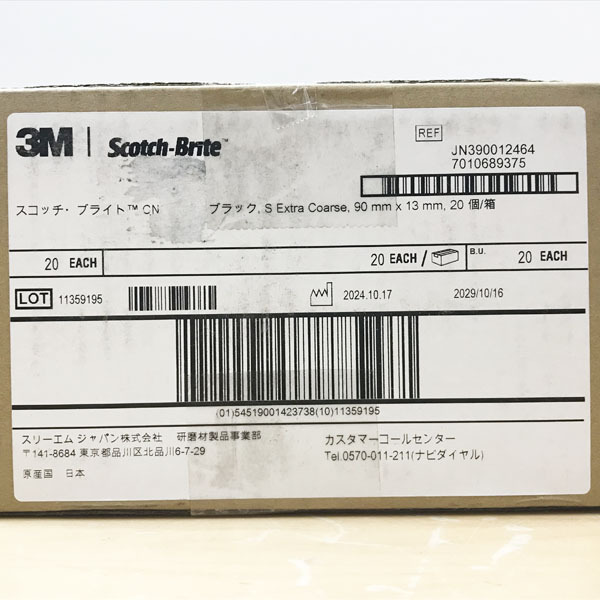 3M | Scotch-Brite™
REF
JN390012464
7010689375
スコッチ・ブライト™ CN
ブラック, S Extra Coarse, 90 mm x 13 mm, 20 個/箱
20 EACH
20 EACH /
B.U.
20 EACH
LOT 11359195
2024.10.17
2029/10/16
(01)54519001423738(10)11359195
スリーエム ジャパン株式会社 研磨材製品事業部
〒141-8684 東京都品川区北品川6-7-29
カスタマーコールセンター
Tel.0570-011-211(ナビダイヤル)
原産国 日本